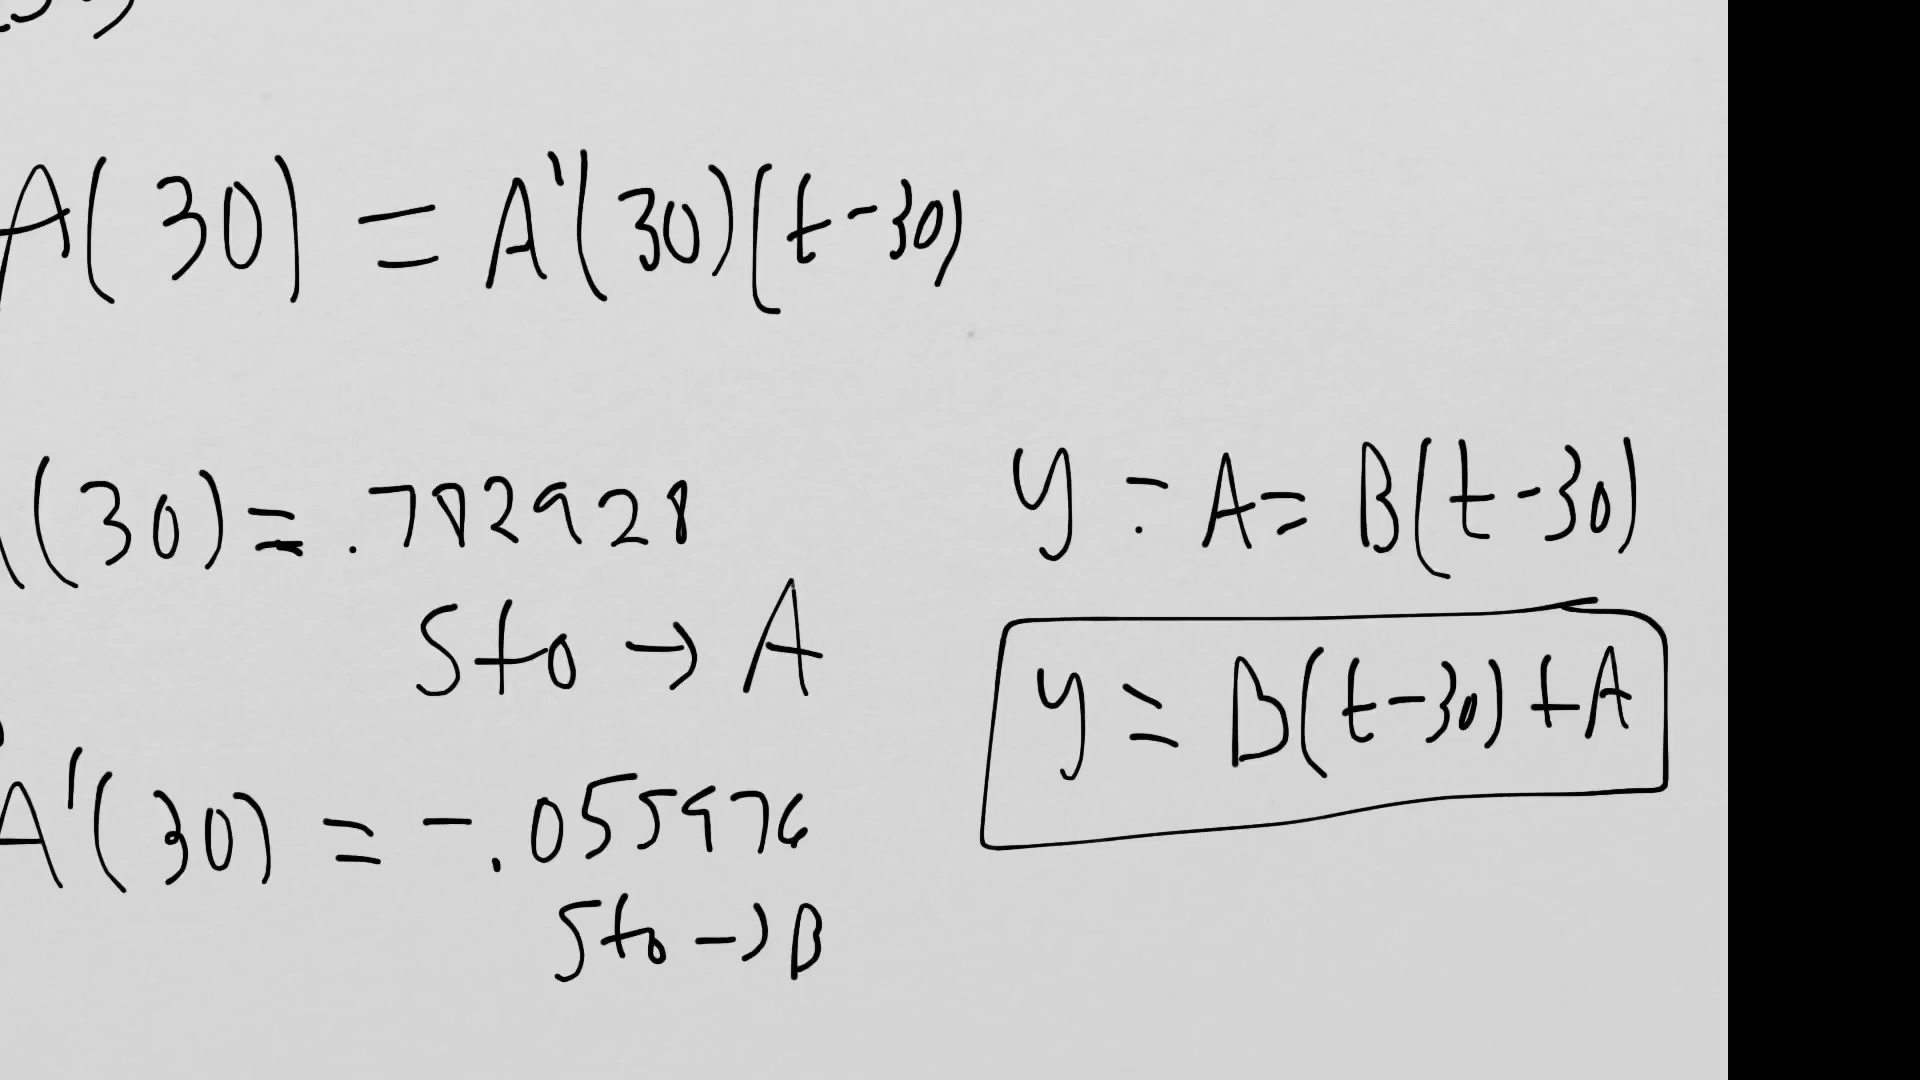 A(30) = A'(30)(t-30)
(30) = .782928
y - A = B(t-30)
Sto → A
y = B(t-30) + A
A'(30) = -.055976
Sto → B